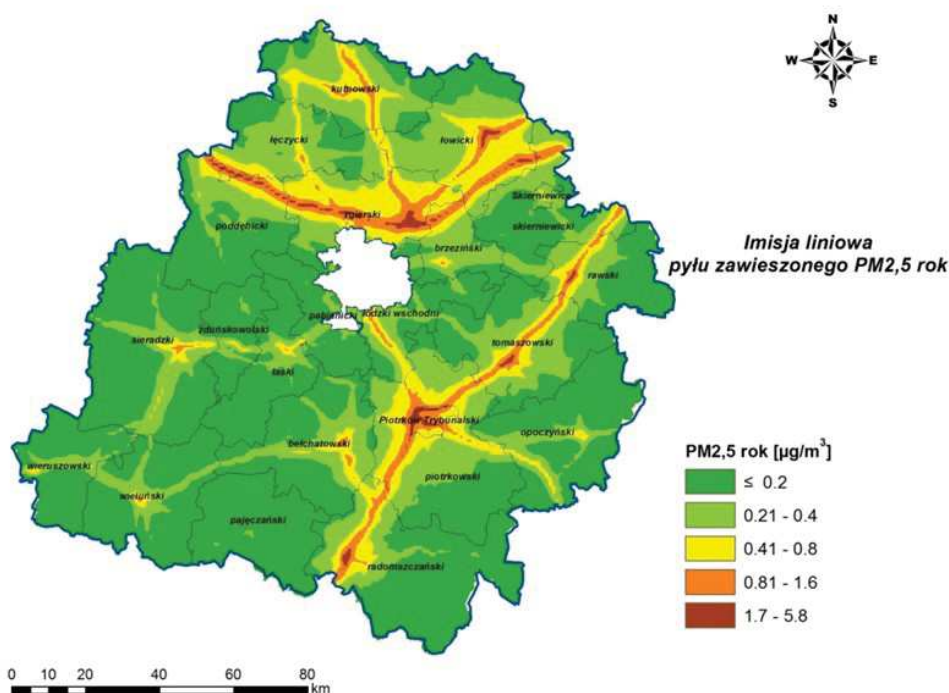 N
W E
S
kutnowski
łęczycki
łowicki
zgierski
Skierniewice
skierniewicki
poddębicki
brzeziński
rawski
Imisja liniowa
pyłu zawieszonego PM2,5 rok
pabianicki
łódzki wschodni
zduńskowolski
sieradzki
tomaszowski
łaski
Piotrków Trybunalski
opoczyński
bełchatowski
wieruszowski
piotrkowski
wieluński
pajęczański
radomszczański
PM2,5 rok [µg/m³]
≤ 0.2
0.21 - 0.4
0.41 - 0.8
0.81 - 1.6
1.7 - 5.8
0 10 20 40 60 80
km